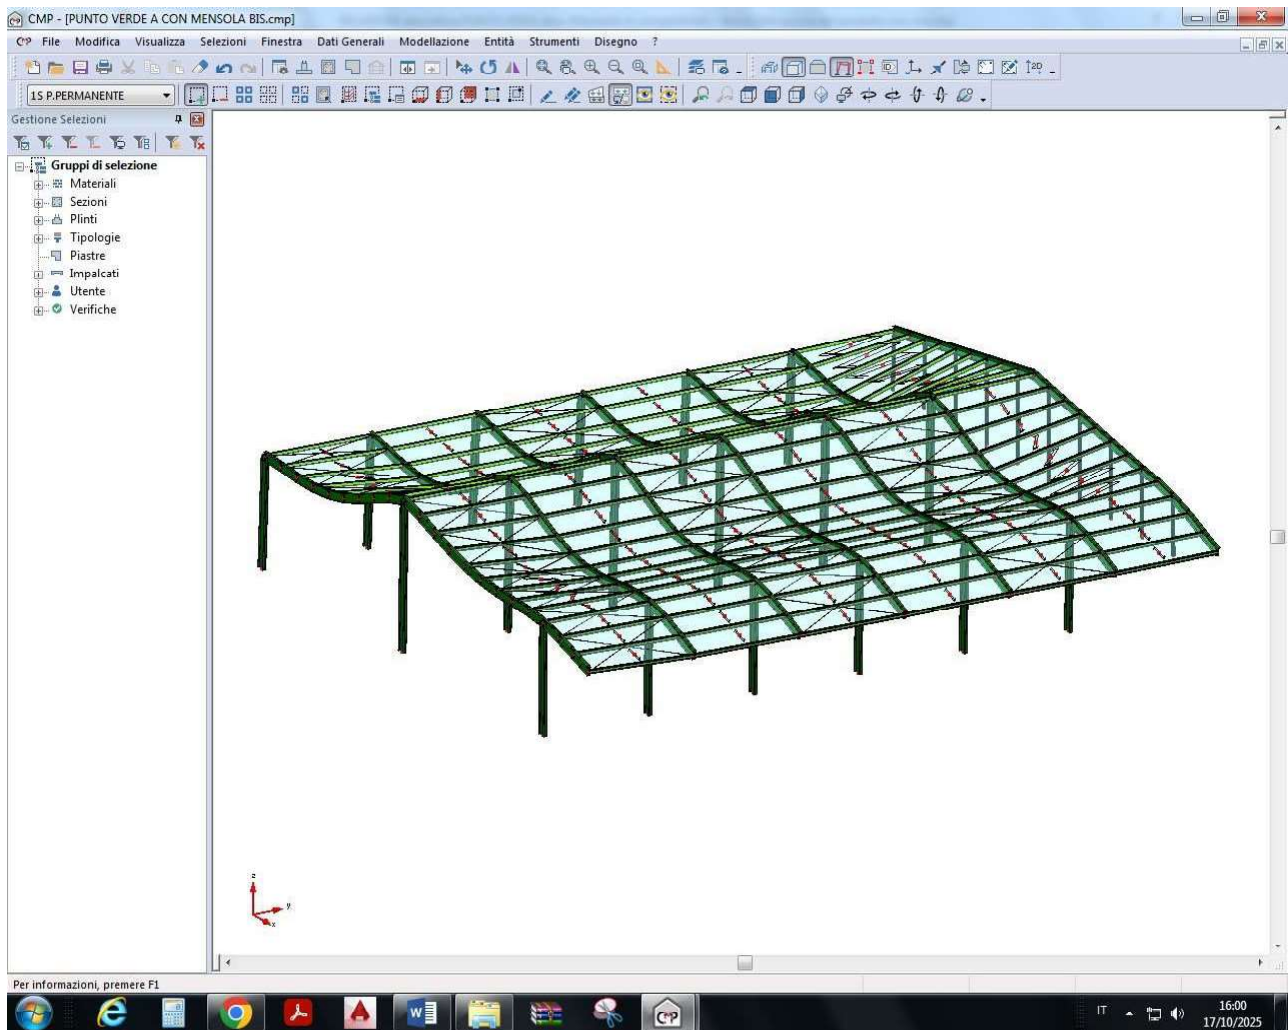 CMP - [PUNTO VERDE A CON MENSOLA BIS.cmp]
File Modifica Visualizza Selezioni Finestra Dati Generali Modellazione Entità Strumenti Disegno ?
1S P.PERMANENTE
Gestione Selezioni
Gruppi di selezione
Materiali
Sezioni
Plinti
Tipologie
Piastre
Impalcati
Utente
Verifiche
z
y
x
Per informazioni, premere F1
IT
16:00
17/10/2025